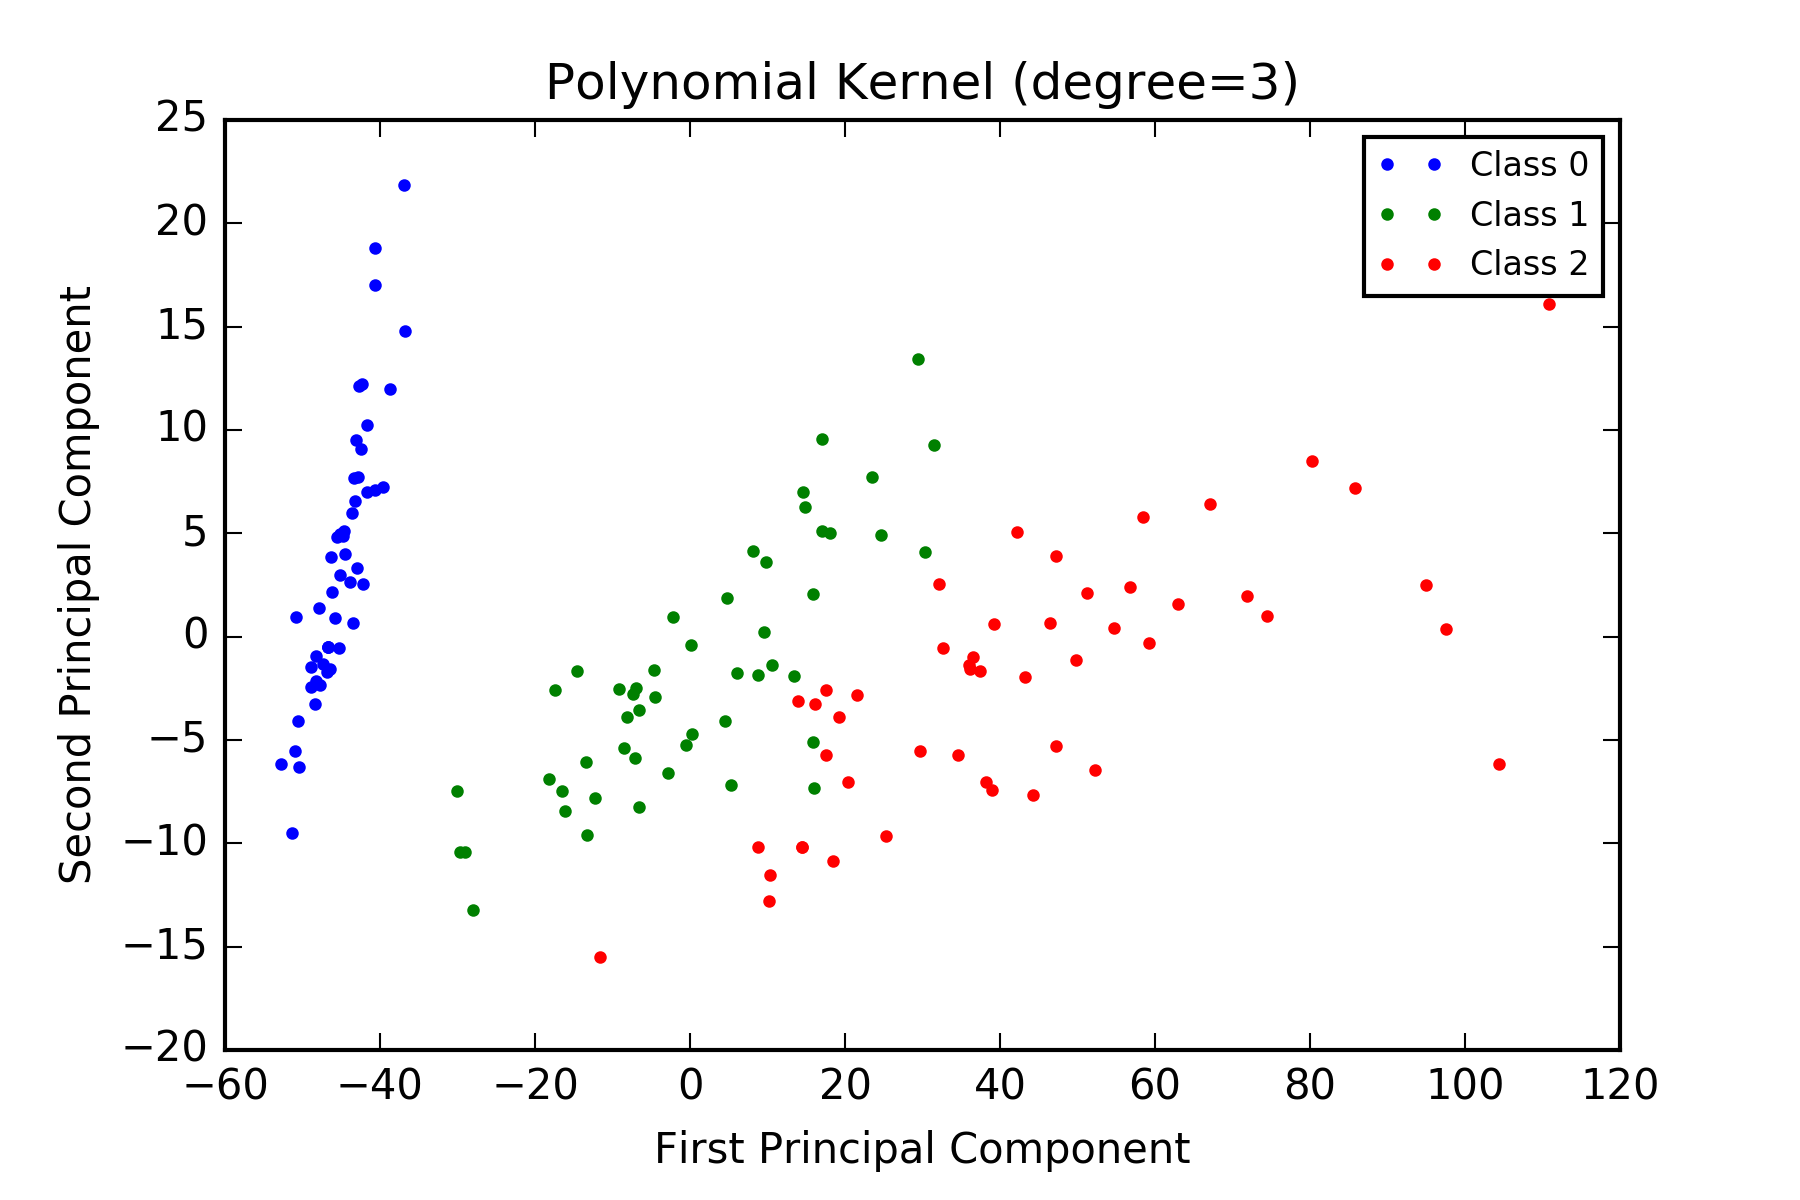 Polynomial Kernel (degree=3)
25
20
15
10
5
0
−5
−10
−15
−20
Second Principal Component
Class 0
Class 1
Class 2
−60 −40 −20 0 20 40 60 80 100 120
First Principal Component